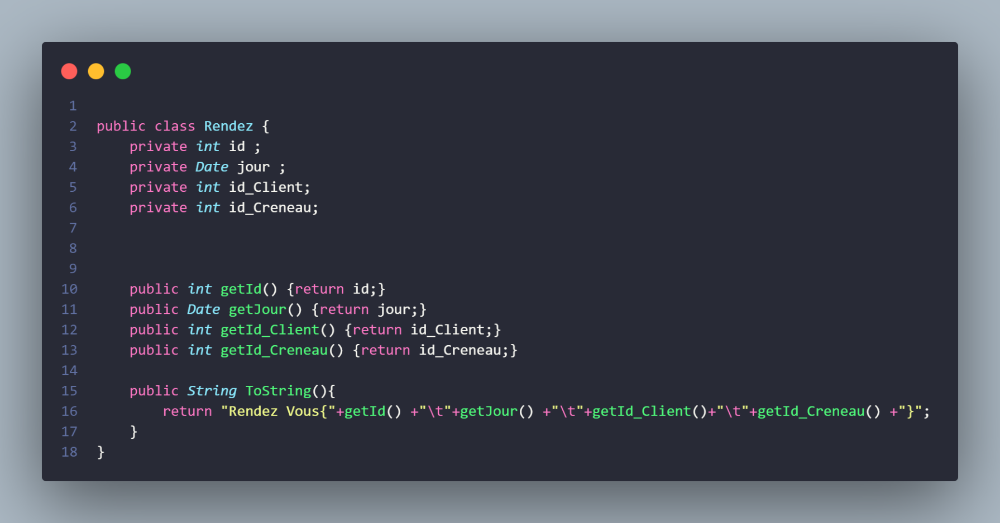 1
2 public class Rendez {
3     private int id ;
4     private Date jour ;
5     private int id_Client;
6     private int id_Creneau;
7
8
9
10     public int getId() {return id;}
11     public Date getJour() {return jour;}
12     public int getId_Client() {return id_Client;}
13     public int getId_Creneau() {return id_Creneau;}
14
15     public String ToString(){
16         return "Rendez Vous{"+getId() +"\t"+getJour() +"\t"+getId_Client()+"\t"+getId_Creneau() +"}";
17     }
18 }